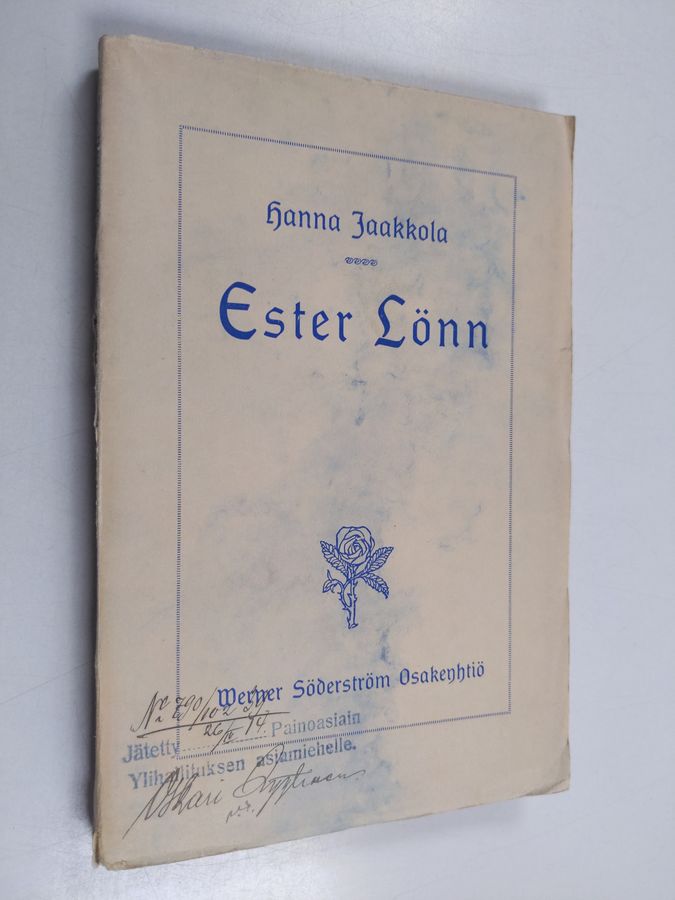 Hanna Jaakkola
Ester Lönn
Werner Söderström Osakeyhtiö
Jätetty Painoasiain
Ylihallituksen asiamiehelle.